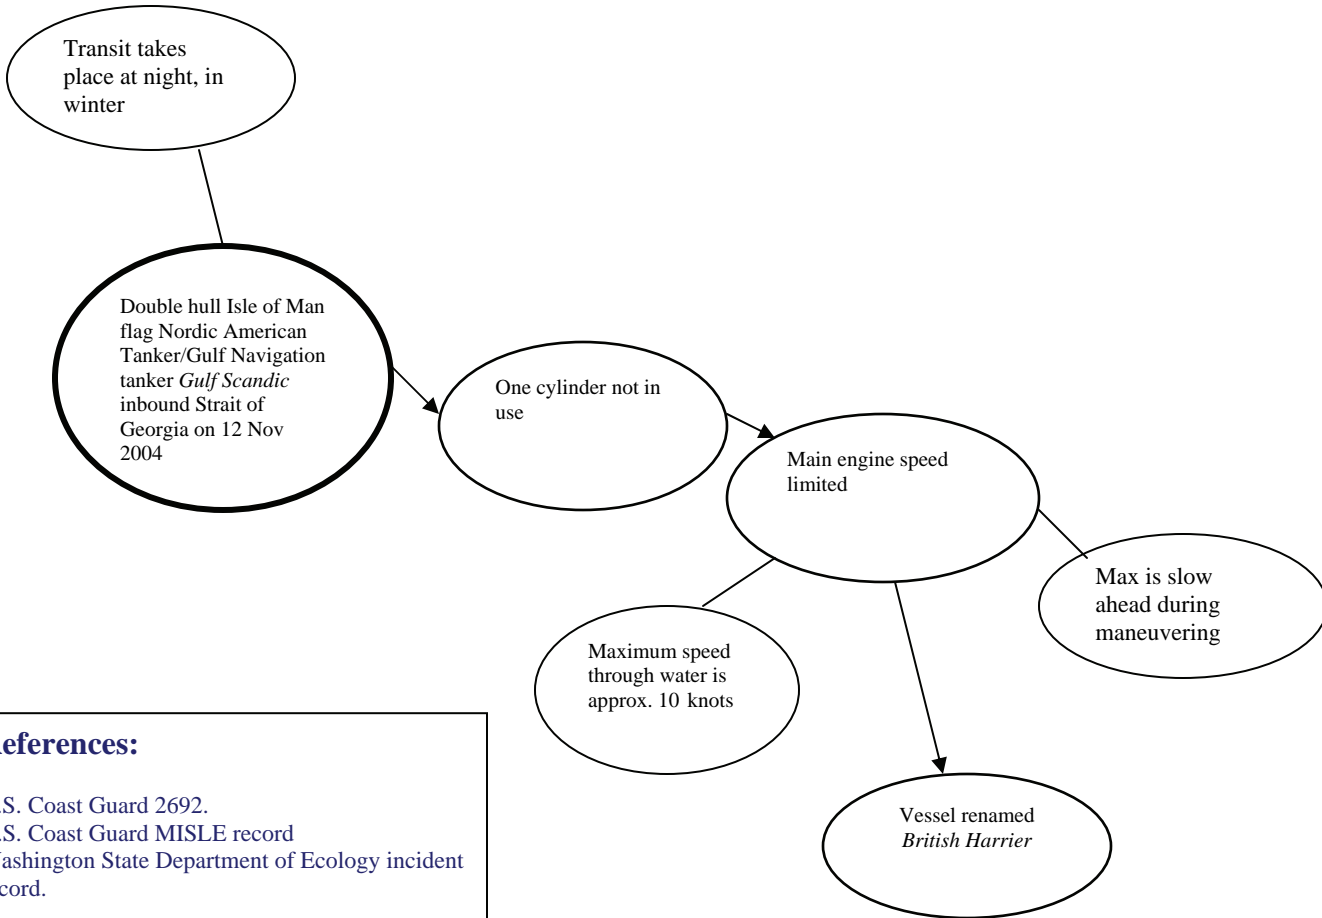 Transit takes
place at night, in
winter
Double hull Isle of Man
flag Nordic American
Tanker/Gulf Navigation
tanker Gulf Scandic
inbound Strait of
Georgia on 12 Nov
2004
One cylinder not in
use
Main engine speed
limited
Max is slow
ahead during
maneuvering
Maximum speed
through water is
approx. 10 knots
Vessel renamed
British Harrier
eferences:
.S. Coast Guard 2692.
.S. Coast Guard MISLE record
ashington State Department of Ecology incident
cord.